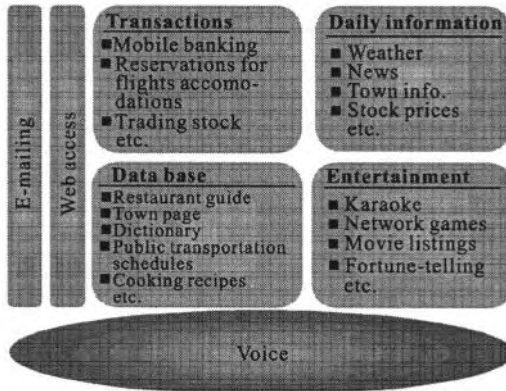 E-mailing
Web access
Transactions
■Mobile banking
■Reservations for
flights accomo-
dations
■Trading stock
etc.
Daily information
■ Weather
■ News
■ Town info.
■ Stock prices
etc.
Data base
■Restaurant guide
■Town page
■Dictionary
■Public transportation
schedules
■Cooking recipes
etc.
Entertainment
■ Karaoke
■ Network games
■ Movie listings
■ Fortune-telling
etc.
Voice